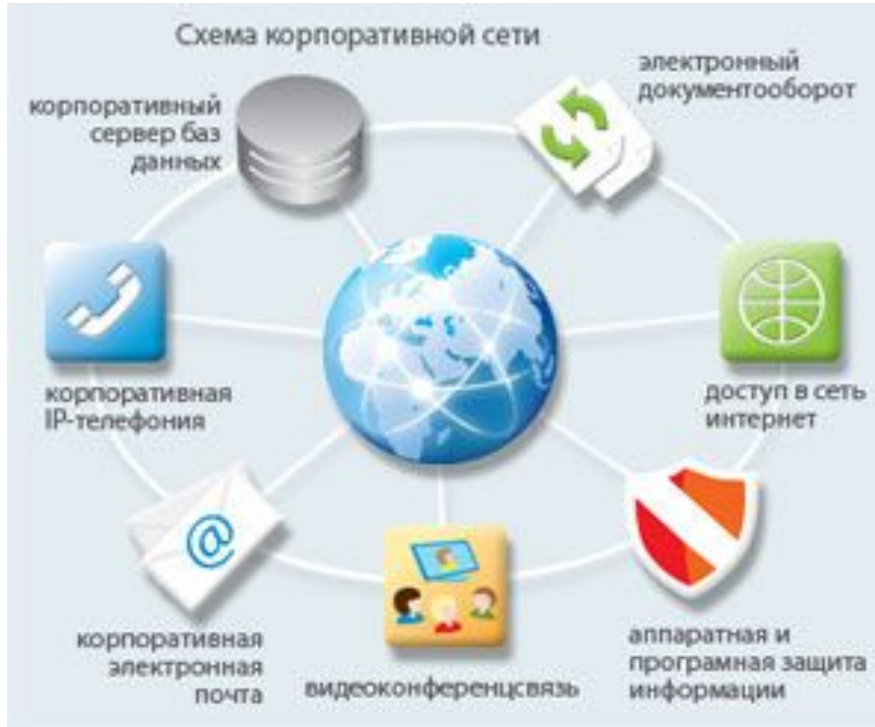 Схема корпоративной сети
корпоративный
сервер баз
данных
электронный
документооборот
корпоративная
IP-телефония
доступ в сеть
интернет
@
корпоративная
электронная
почта
видеоконференцсвязь
аппаратная и
програмная защита
информации